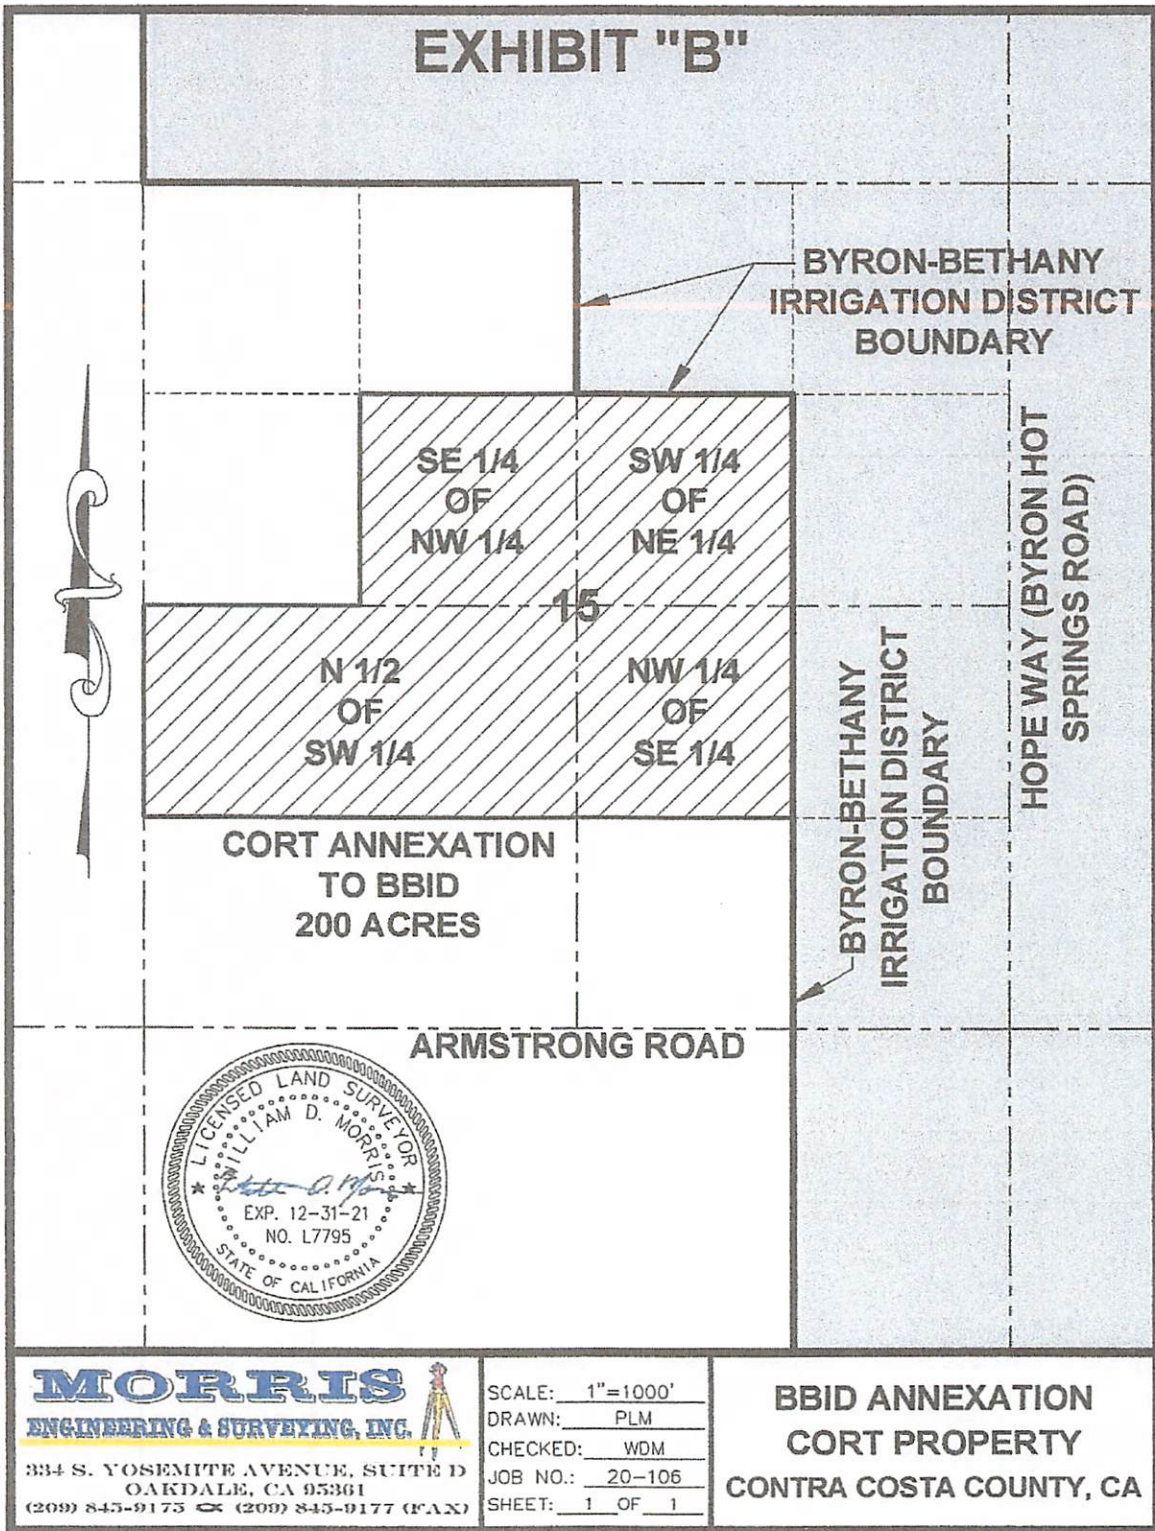 EXHIBIT "B"
BYRON-BETHANY
IRRIGATION DISTRICT
BOUNDARY
SE 1/4
OF
NW 1/4
SW 1/4
OF
NE 1/4
15
N 1/2
OF
SW 1/4
NW 1/4
OF
SE 1/4
HOPE WAY (BYRON HOT
SPRINGS ROAD)
BYRON-BETHANY
IRRIGATION DISTRICT
BOUNDARY
CORT ANNEXATION
TO BBID
200 ACRES
ARMSTRONG ROAD
LICENSED LAND SURVEYOR
WILLIAM D. MORRIS
EXP. 12-31-21
NO. L7795
STATE OF CALIFORNIA
MORRIS
ENGINEERING & SURVEYING, INC.
334 S. YOSEMITE AVENUE, SUITE D
OAKDALE, CA 95361
(209) 845-9175 (209) 845-9177 (FAX)
SCALE: 1"=1000'
DRAWN: PLM
CHECKED: WDM
JOB NO.: 20-106
SHEET: 1 OF 1
BBID ANNEXATION
CORT PROPERTY
CONTRA COSTA COUNTY, CA